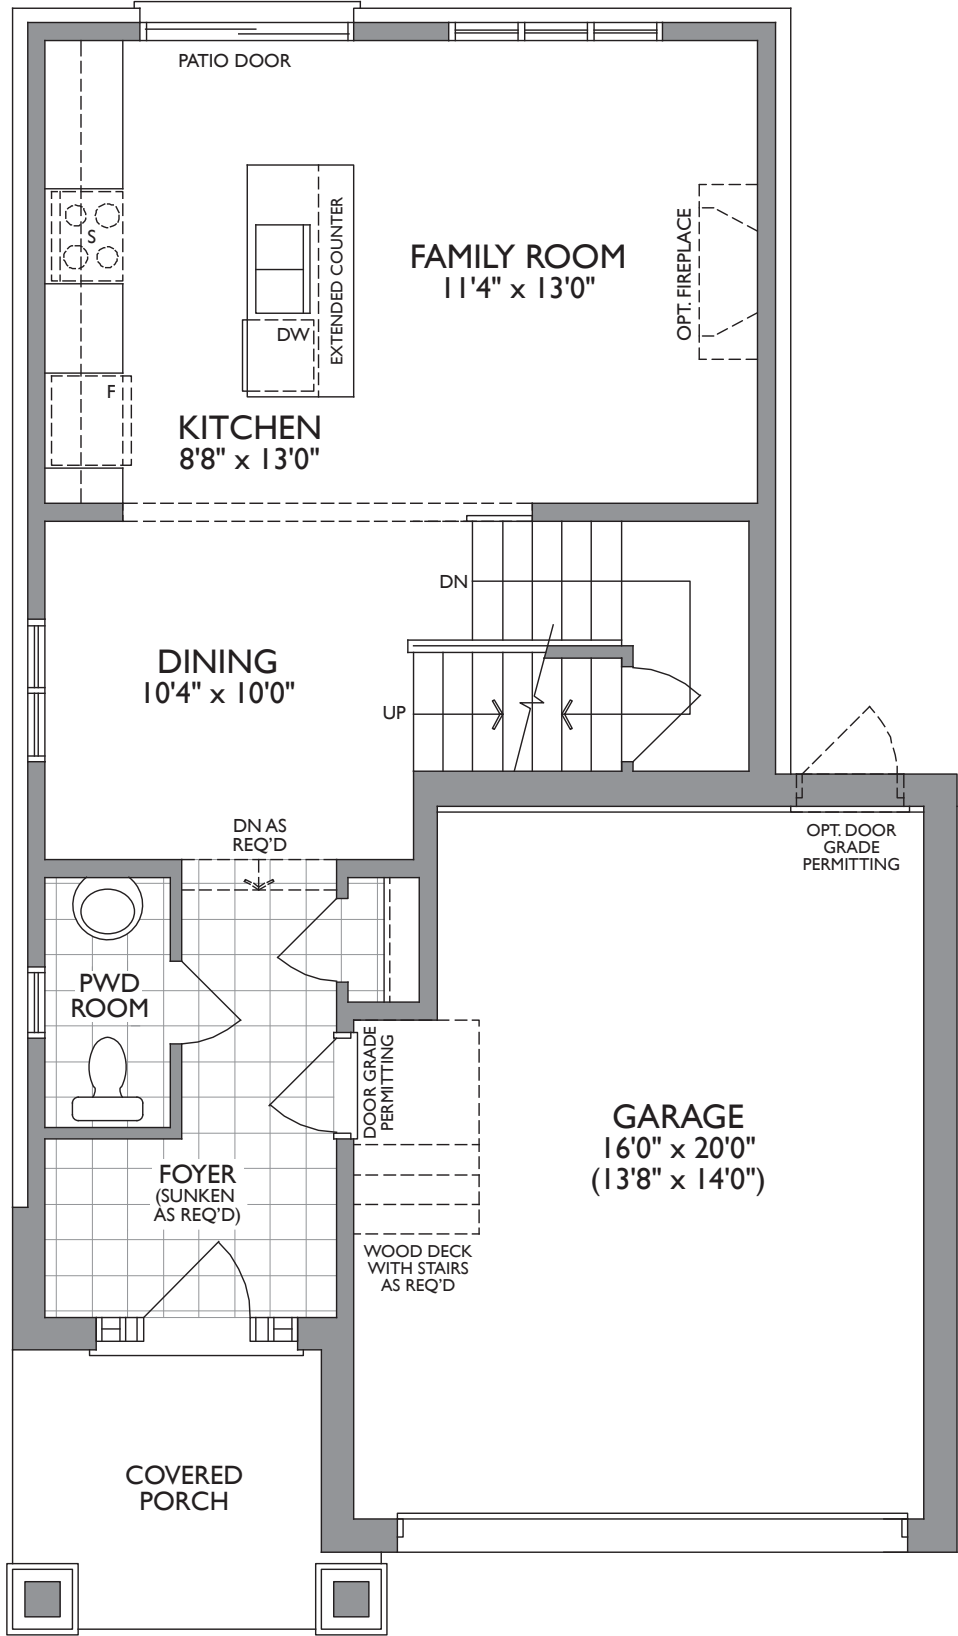 PATIO DOOR
S
DW
EXTENDED COUNTER
FAMILY ROOM
11'4" x 13'0"
OPT. FIREPLACE
F
KITCHEN
8'8" x 13'0"
DN
DINING
10'4" x 10'0"
UP
DN AS
REQ'D
OPT. DOOR
GRADE
PERMITTING
PWD
ROOM
DOOR GRADE
PERMITTING
GARAGE
16'0" x 20'0"
(13'8" x 14'0")
FOYER
(SUNKEN
AS REQ'D)
WOOD DECK
WITH STAIRS
AS REQ'D
COVERED
PORCH